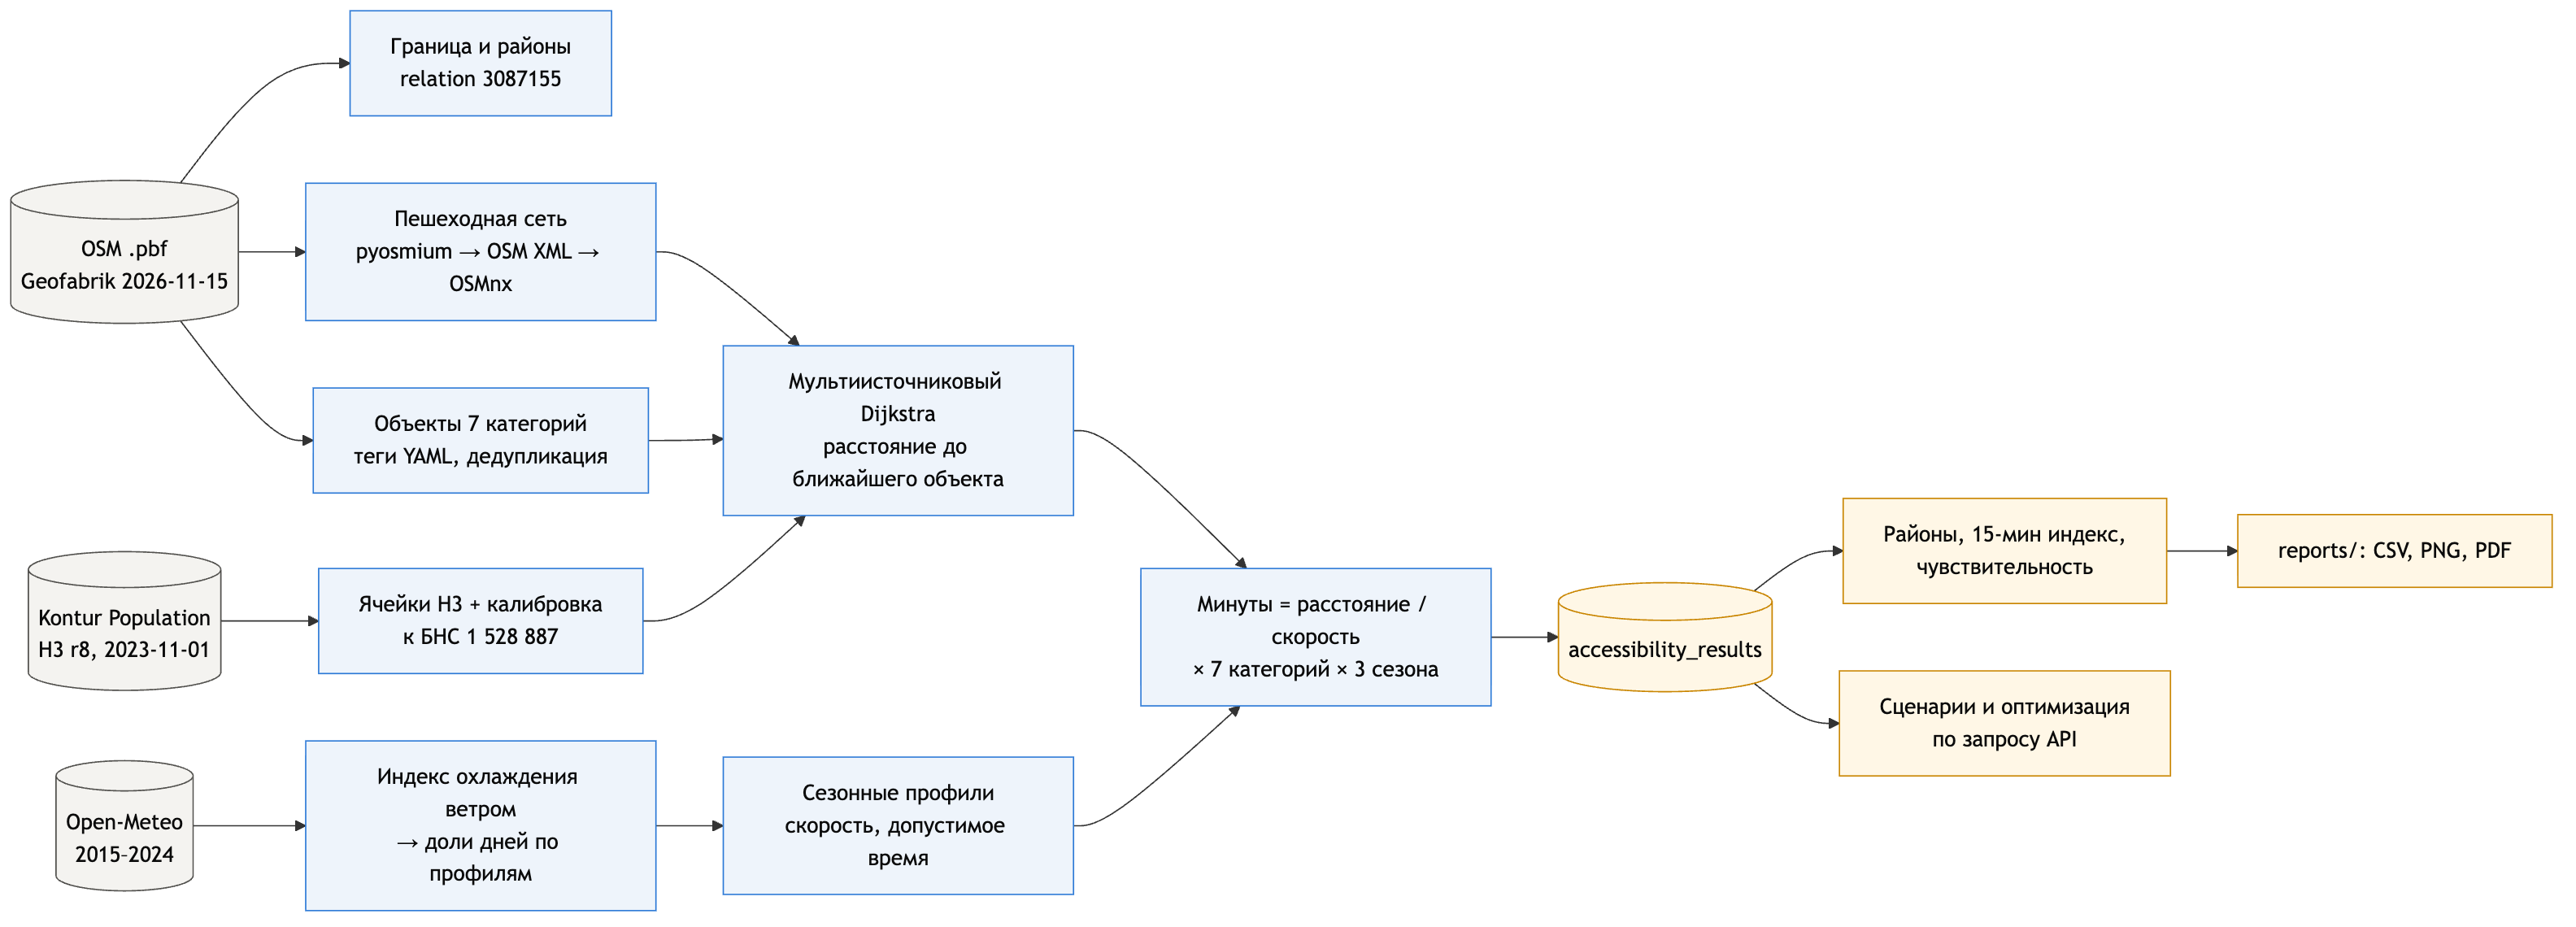 Граница и районы
relation 3087155
OSM .pbf
Geofabrik 2026-11-15
Пешеходная сеть
pyosmium → OSM XML →
OSMnx
Объекты 7 категорий
теги YAML, дедупликация
Мультиисточниковый
Dijkstra
расстояние до
ближайшего объекта
Kontur Population
H3 r8, 2023-11-01
Ячейки H3 + калибровка
к БНС 1 528 887
Open-Meteo
2015–2024
Индекс охлаждения
ветром
→ доли дней по
профилям
Сезонные профили
скорость, допустимое
время
Минуты = расстояние /
скорость
× 7 категорий × 3 сезона
accessibility_results
Районы, 15-мин индекс,
чувствительность
reports/: CSV, PNG, PDF
Сценарии и оптимизация
по запросу API